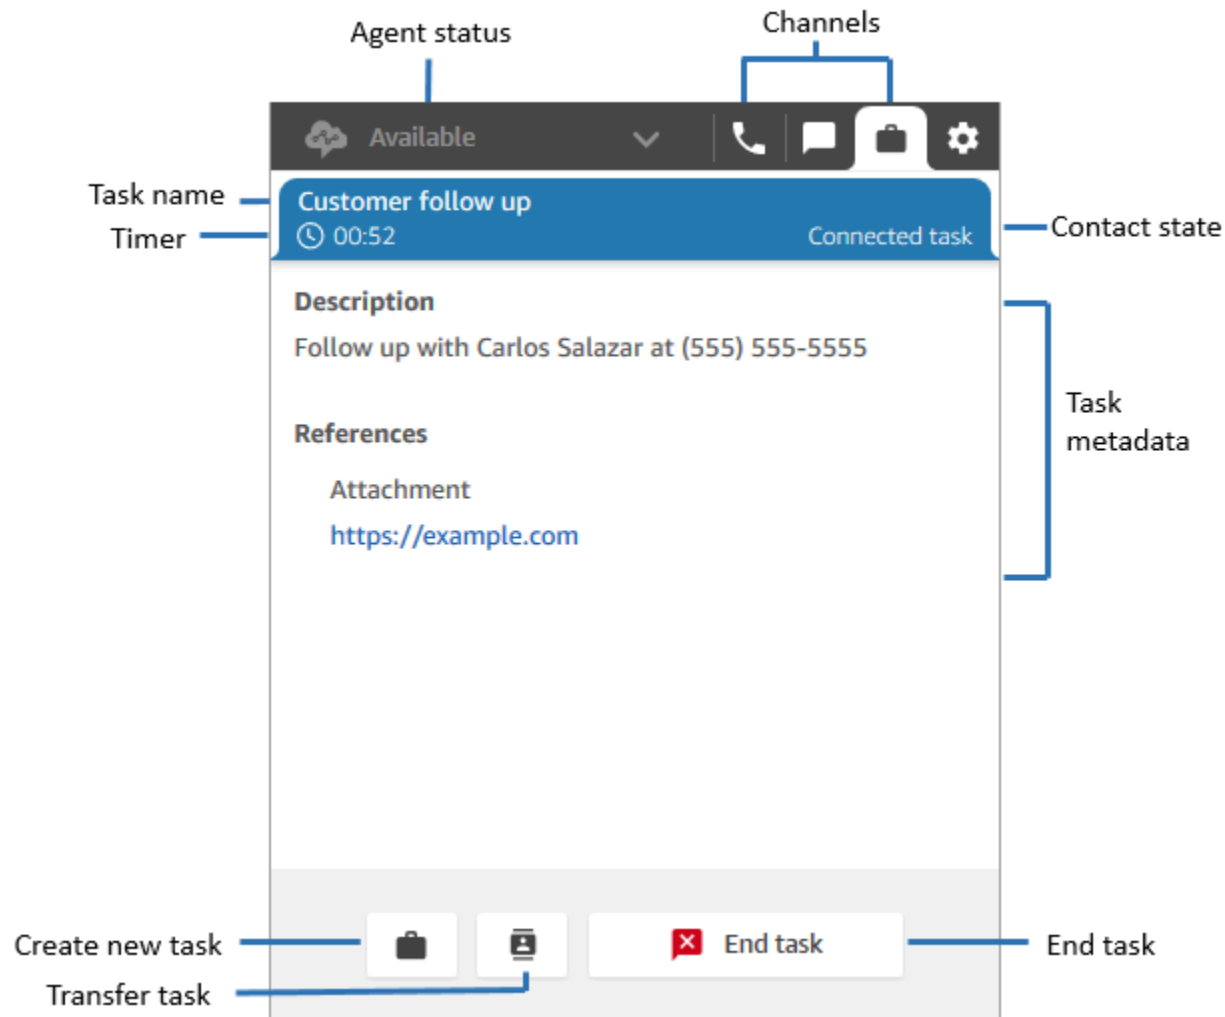 Agent status
Channels
Available
Task name
Customer follow up
Timer
00:52
Connected task
Contact state
Description
Follow up with Carlos Salazar at (555) 555-5555
Task
metadata
References
Attachment
https://example.com
Create new task
End task
End task
Transfer task